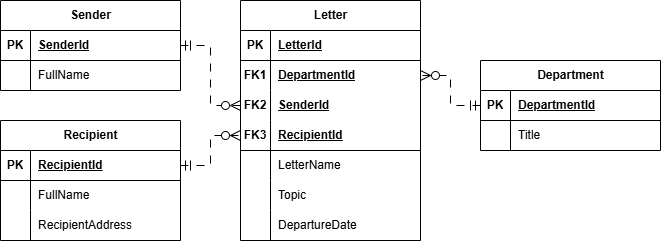 Sender
PK SenderId
FullName
Recipient
PK RecipientId
FullName
RecipientAddress
Letter
PK LetterId
FK1 DepartmentId
FK2 SenderId
FK3 RecipientId
LetterName
Topic
DepartureDate
Department
PK DepartmentId
Title